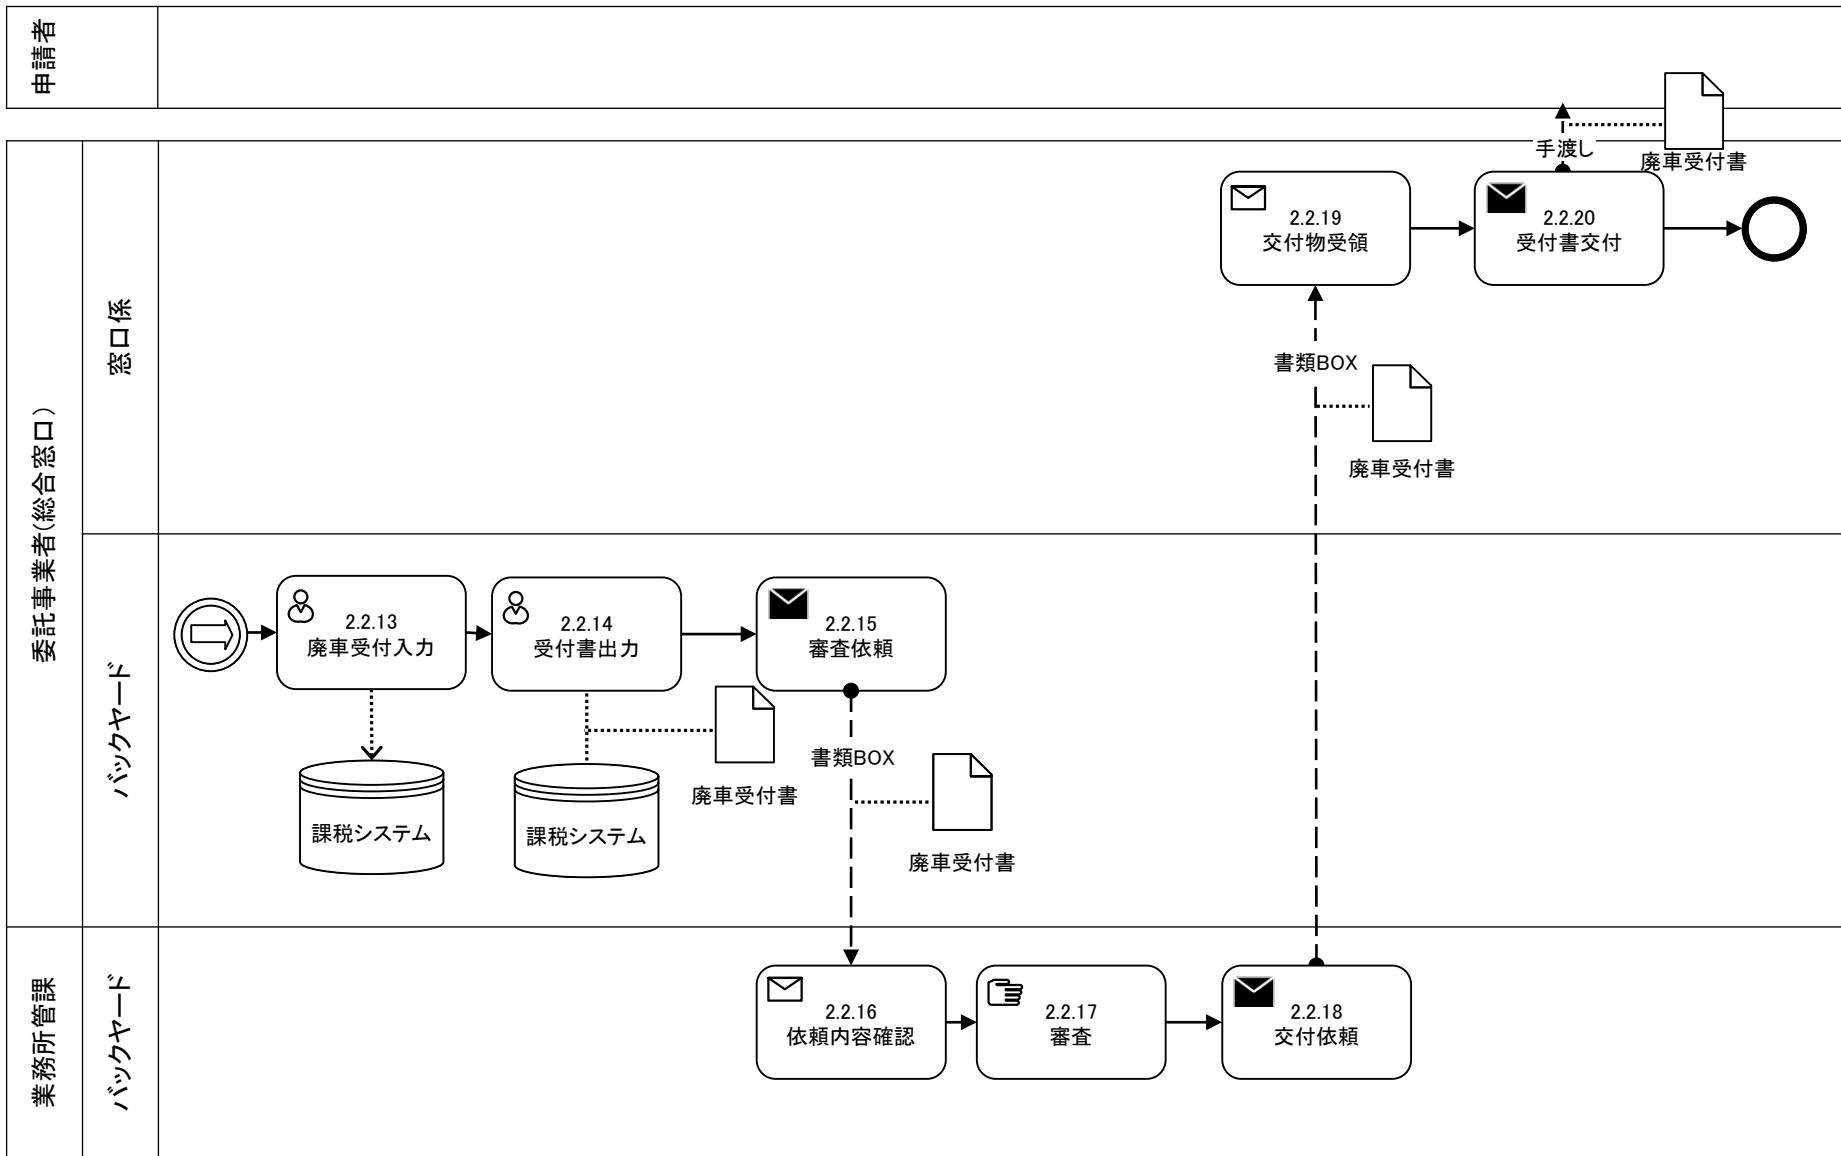 申請者
手渡し
廃車受付書
委託事業者(総合窓口)
窓口係
2.2.19
交付物受領
2.2.20
受付書交付
書類BOX
廃車受付書
バックヤード
2.2.13
廃車受付入力
2.2.14
受付書出力
2.2.15
審査依頼
課税システム
課税システム
廃車受付書
書類BOX
廃車受付書
業務所管課
バックヤード
2.2.16
依頼内容確認
2.2.17
審査
2.2.18
交付依頼